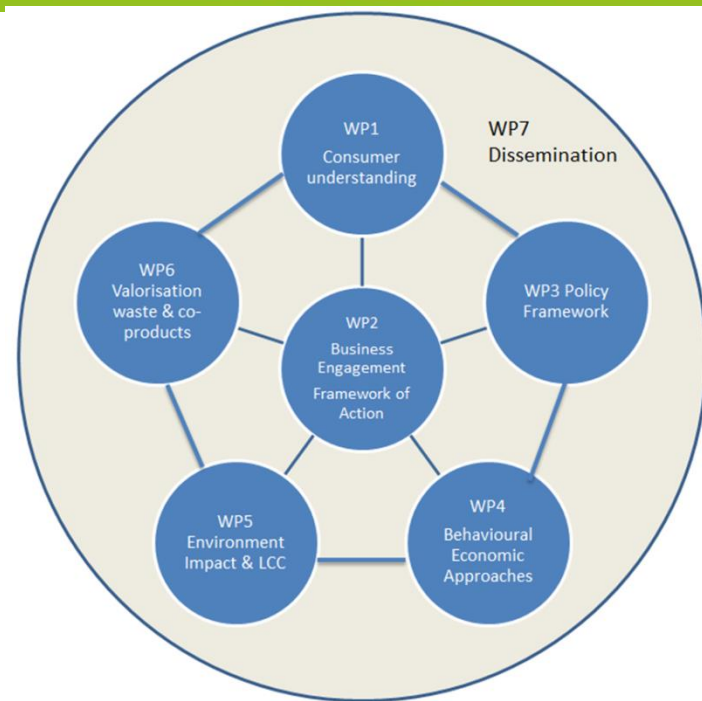 WP1
Consumer
understanding
WP7
Dissemination
WP6
Valorisation
waste & co-
products
WP3 Policy
Framework
WP2
Business
Engagement
Framework of
Action
WP5
Environment
Impact & LCC
WP4
Behavioural
Economic
Approaches